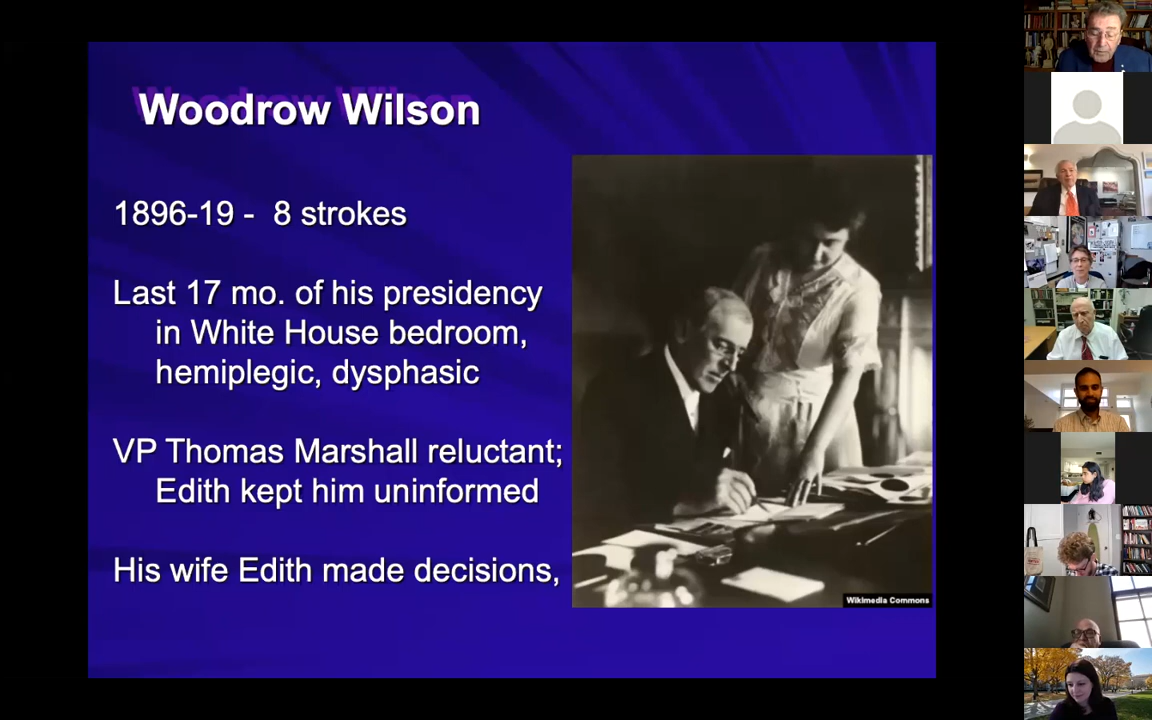 Woodrow Wilson
1896-19 - 8 strokes
Last 17 mo. of his presidency
in White House bedroom,
hemiplegic, dysphasic
VP Thomas Marshall reluctant;
Edith kept him uninformed
His wife Edith made decisions,
Wikimedia Commons